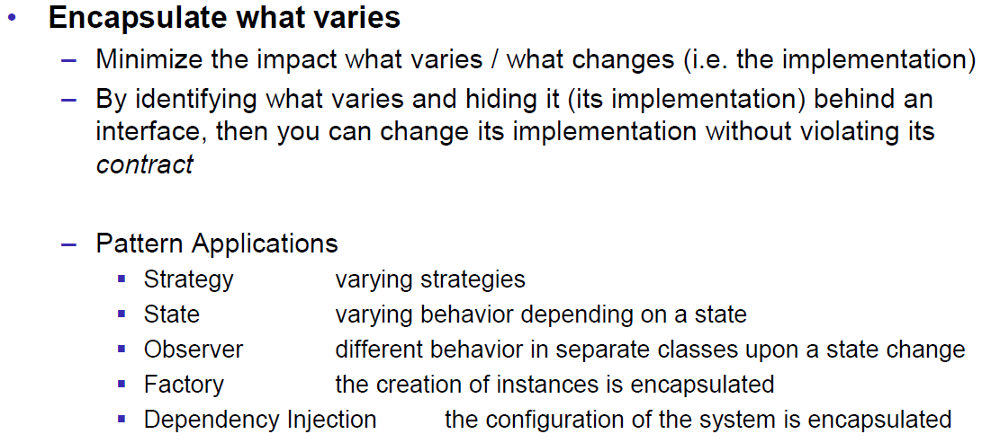 • Encapsulate what varies
– Minimize the impact what varies / what changes (i.e. the implementation)
– By identifying what varies and hiding it (its implementation) behind an
interface, then you can change its implementation without violating its
contract
– Pattern Applications
▪ Strategy varying strategies
▪ State varying behavior depending on a state
▪ Observer different behavior in separate classes upon a state change
▪ Factory the creation of instances is encapsulated
▪ Dependency Injection the configuration of the system is encapsulated